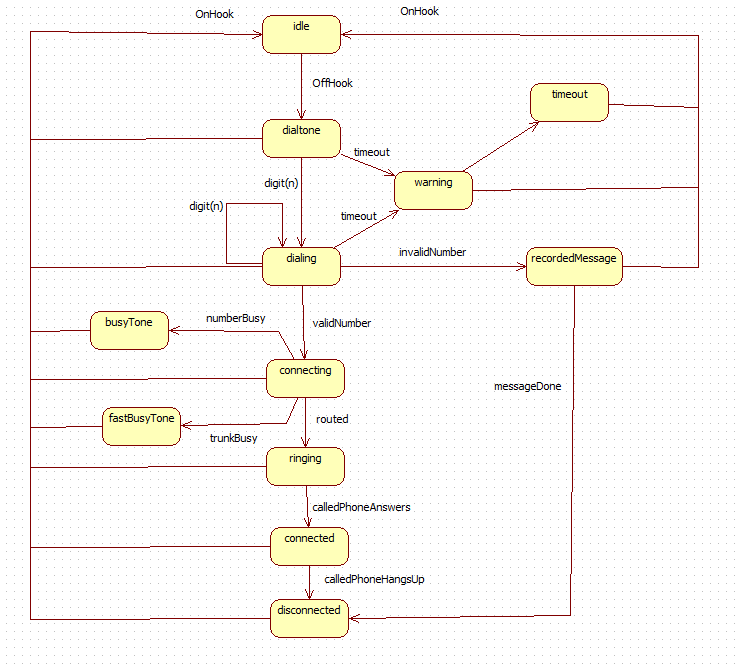 OnHook
OnHook
idle
OffHook
timeout
dialtone
timeout
warning
digit(n)
digit(n)
timeout
invalidNumber
dialing
recordedMessage
numberBusy
busyTone
validNumber
connecting
messageDone
fastBusyTone
routed
trunkBusy
ringing
calledPhoneAnswers
connected
calledPhoneHangsUp
disconnected